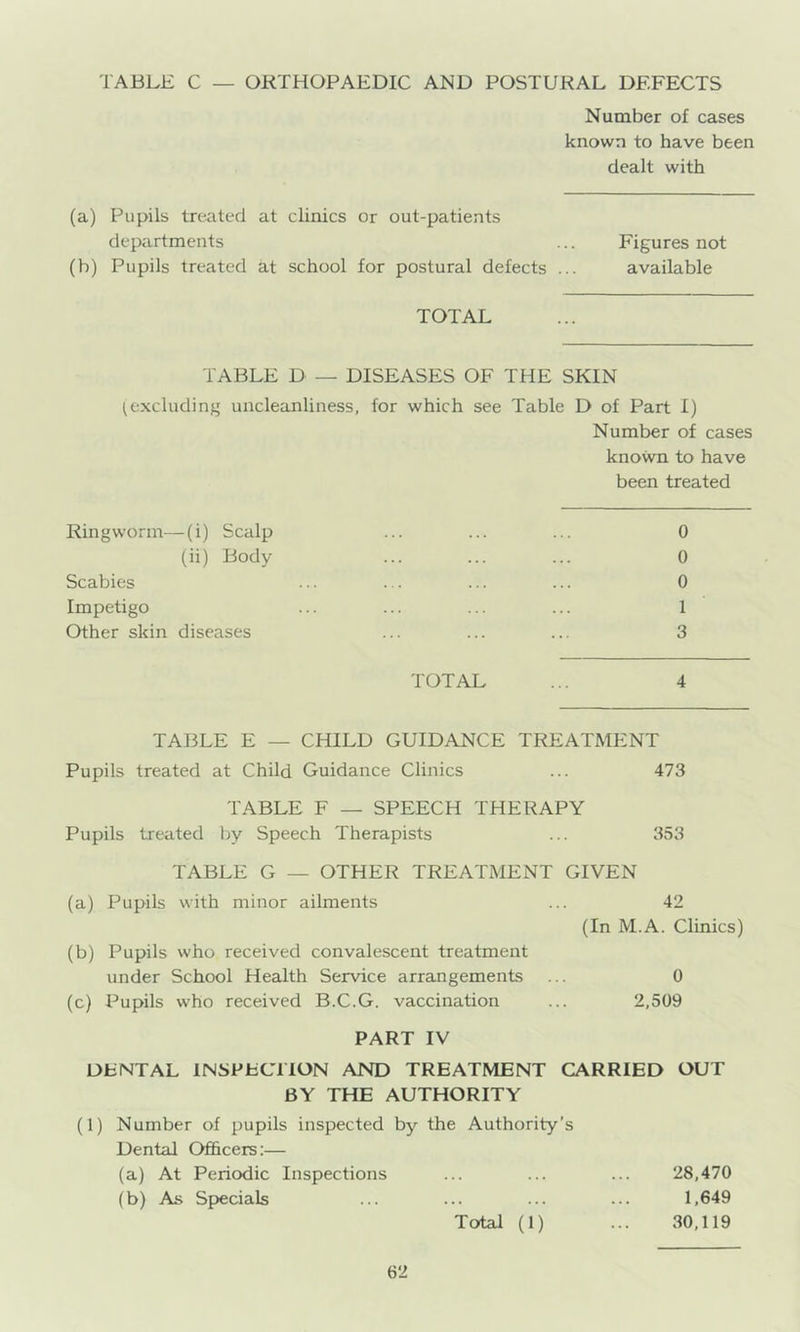 TABLE C — ORTHOPAEDIC AND POSTURAL DEFECTS
Number of cases
known to have been
dealt with
(a) Pupils treated at clinics or out-patients
departments ... Figures not
(b) Pupils treated at school for postural defects ... available
TOTAL ...
TABLE D — DISEASES OF THE SKIN
(excluding uncleanliness, for which see Table D of Part I)
Number of cases
known to have
been treated
Ringworm—(i) Scalp ... ... ... 0
(ii) Body ... ... ... 0
Scabies ... ... ... ... 0
Impetigo ... ... ... ... 1
Other skin diseases ... ... ... 3
TOTAL ... 4
TABLE E — CHILD GUIDANCE TREATMENT
Pupils treated at Child Guidance Clinics ... 473
TABLE F — SPEECH THERAPY
Pupils treated by Speech Therapists ... 353
TABLE G — OTHER TREATMENT GIVEN
(a) Pupils with minor ailments ... 42
(In M.A. Clinics)
(b) Pupils who received convalescent treatment
under School Health Service arrangements ... 0
(c) Pupils who received B.C.G. vaccination ... 2,509
PART IV
DENTAL INSPECTION AND TREATMENT CARRIED OUT
BY THE AUTHORITY
(1) Number of pupils inspected by the Authority's
Dental Officers:—
(a) At Periodic Inspections ... ... ... 28,470
(b) As Specials ... ... ... ... 1,649
Total (1) ... 30,119
62